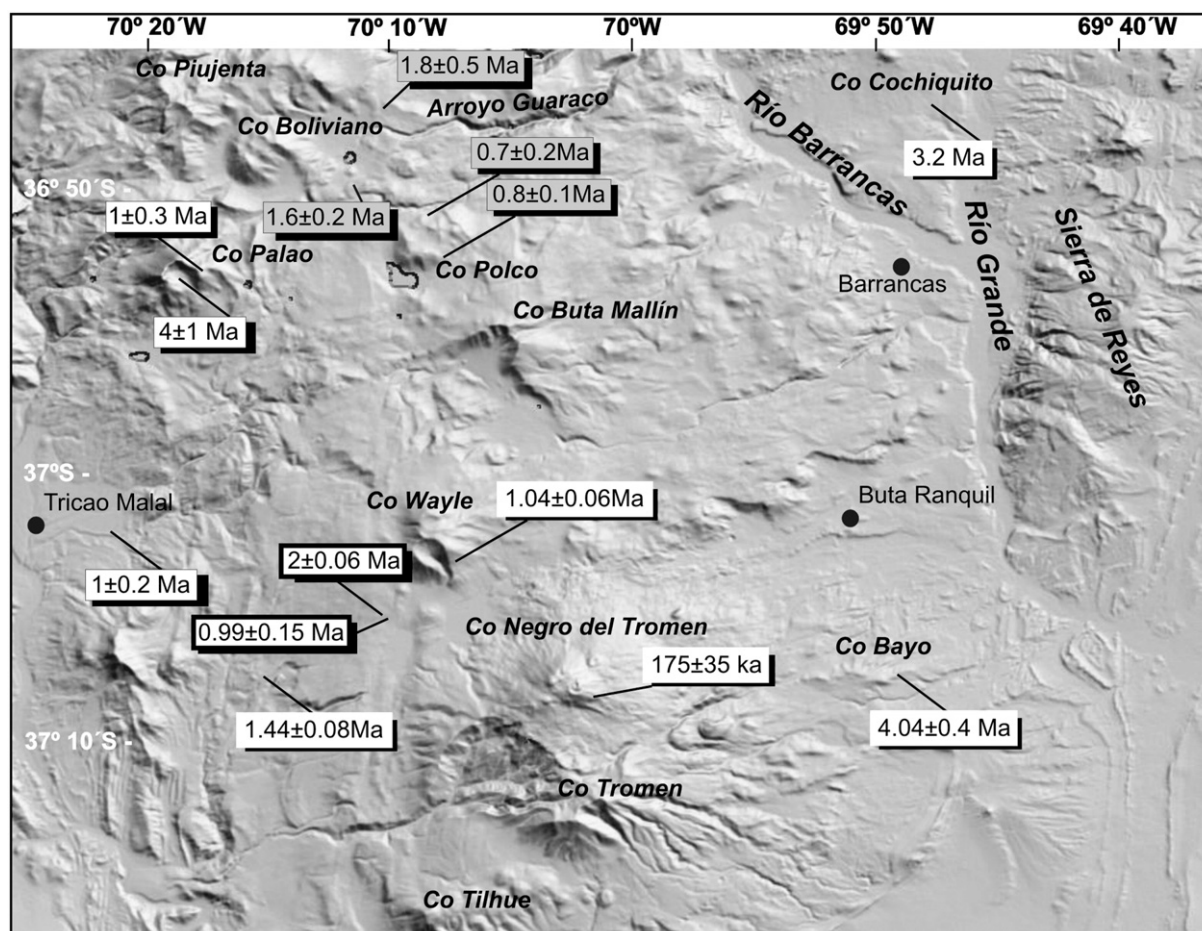 70º 20´W 70º 10´W 70ºW 69º 50´W 69º 40´W
Co Piujenta
1.8±0.5 Ma
Co Cochiquito
Arroyo Guaraco
Co Boliviano
Río Barrancas
0.7±0.2Ma
3.2 Ma
36º 50´S -
0.8±0.1Ma
1±0.3 Ma
1.6±0.2 Ma
Río Grande
Sierra de Reyes
Co Palao
Co Polco
Barrancas
Co Buta Mallín
4±1 Ma
37ºS -
Tricao Malal
Co Wayle
1.04±0.06Ma
Buta Ranquil
2±0.06 Ma
1±0.2 Ma
0.99±0.15 Ma
Co Negro del Tromen
Co Bayo
175±35 ka
1.44±0.08Ma
4.04±0.4 Ma
37º 10´S -
Co Tromen
Co Tilhue